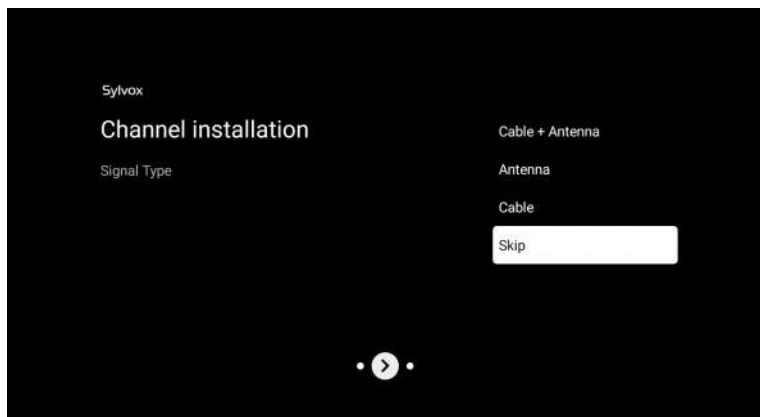 Sylvox
Channel installation
Signal Type
Cable + Antenna
Antenna
Cable
Skip